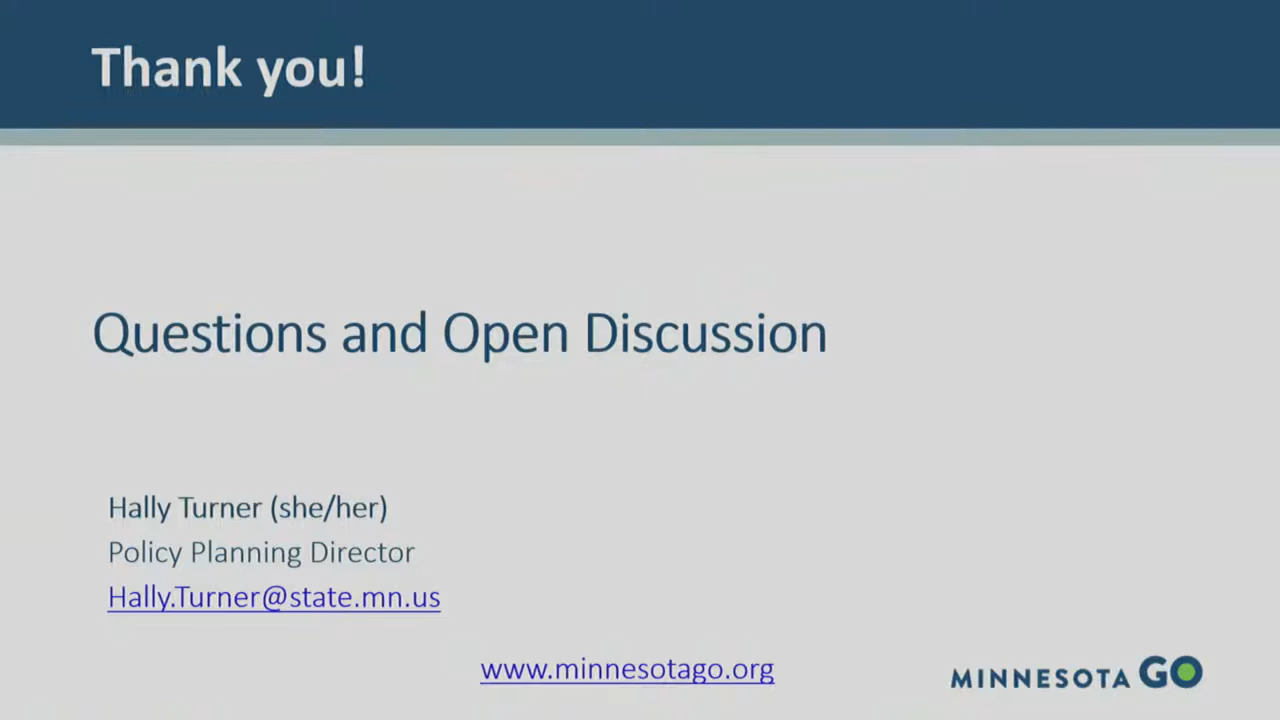 Thank you!
Questions and Open Discussion
Hally Turner (she/her)
Policy Planning Director
Hally.Turner@state.mn.us
www.minnesotago.org
MINNESOTA GO